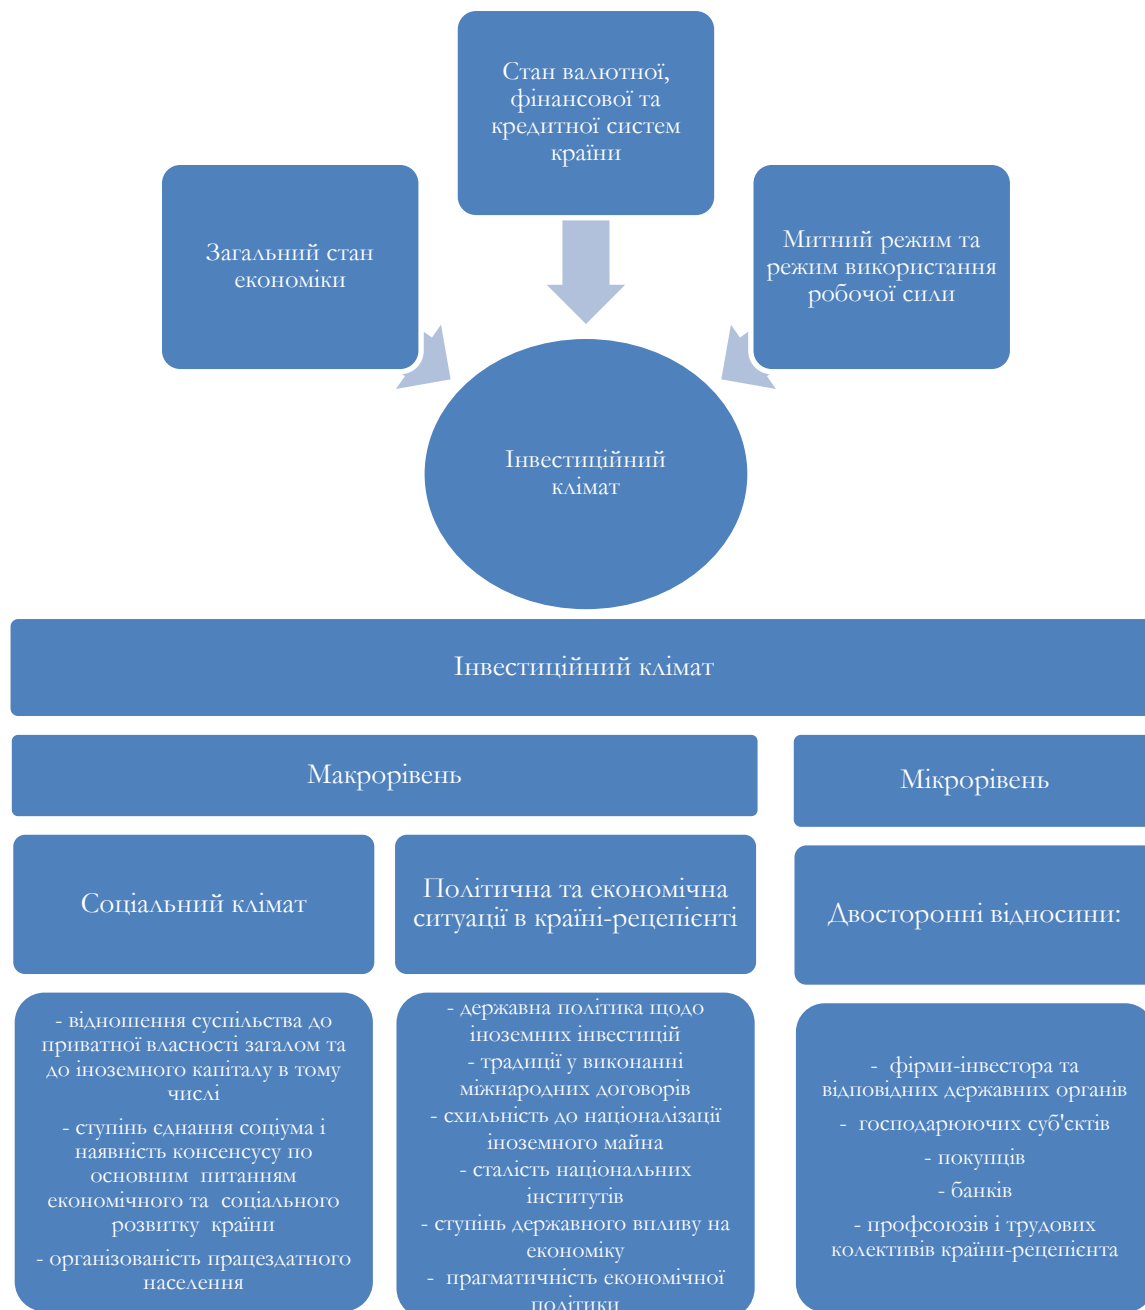 Стан валютної,
фінансової та
кредитної систем
країни
Загальний стан
економіки
Митний режим та
режим використання
робочої сили
Інвестиційний
клімат
Інвестиційний клімат
Макрорівень
Мікрорівень
Соціальний клімат
Політична та економічна
ситуації в країні-рецепієнті
Двосторонні відносини:
- відношення суспільства до
приватної власності загалом та
до іноземного капіталу в тому
числі
- ступінь єднання соціума і
наявність консенсусу по
основним питанням
економічного та соціального
розвитку країни
- організованість працездатного
населення
- державна політика щодо
іноземних інвестицій
- традиції у виконанні
міжнародних договорів
- схильність до націоналізації
іноземного майна
- сталість національних
інститутів
- ступінь державного впливу на
економіку
- прагматичність економічної
політики
- фірми-інвестора та
відповідних державних органів
- господарюючих суб'єктів
- покупців
- банків
- профсоюзів і трудових
колективів країни-рецепієнта